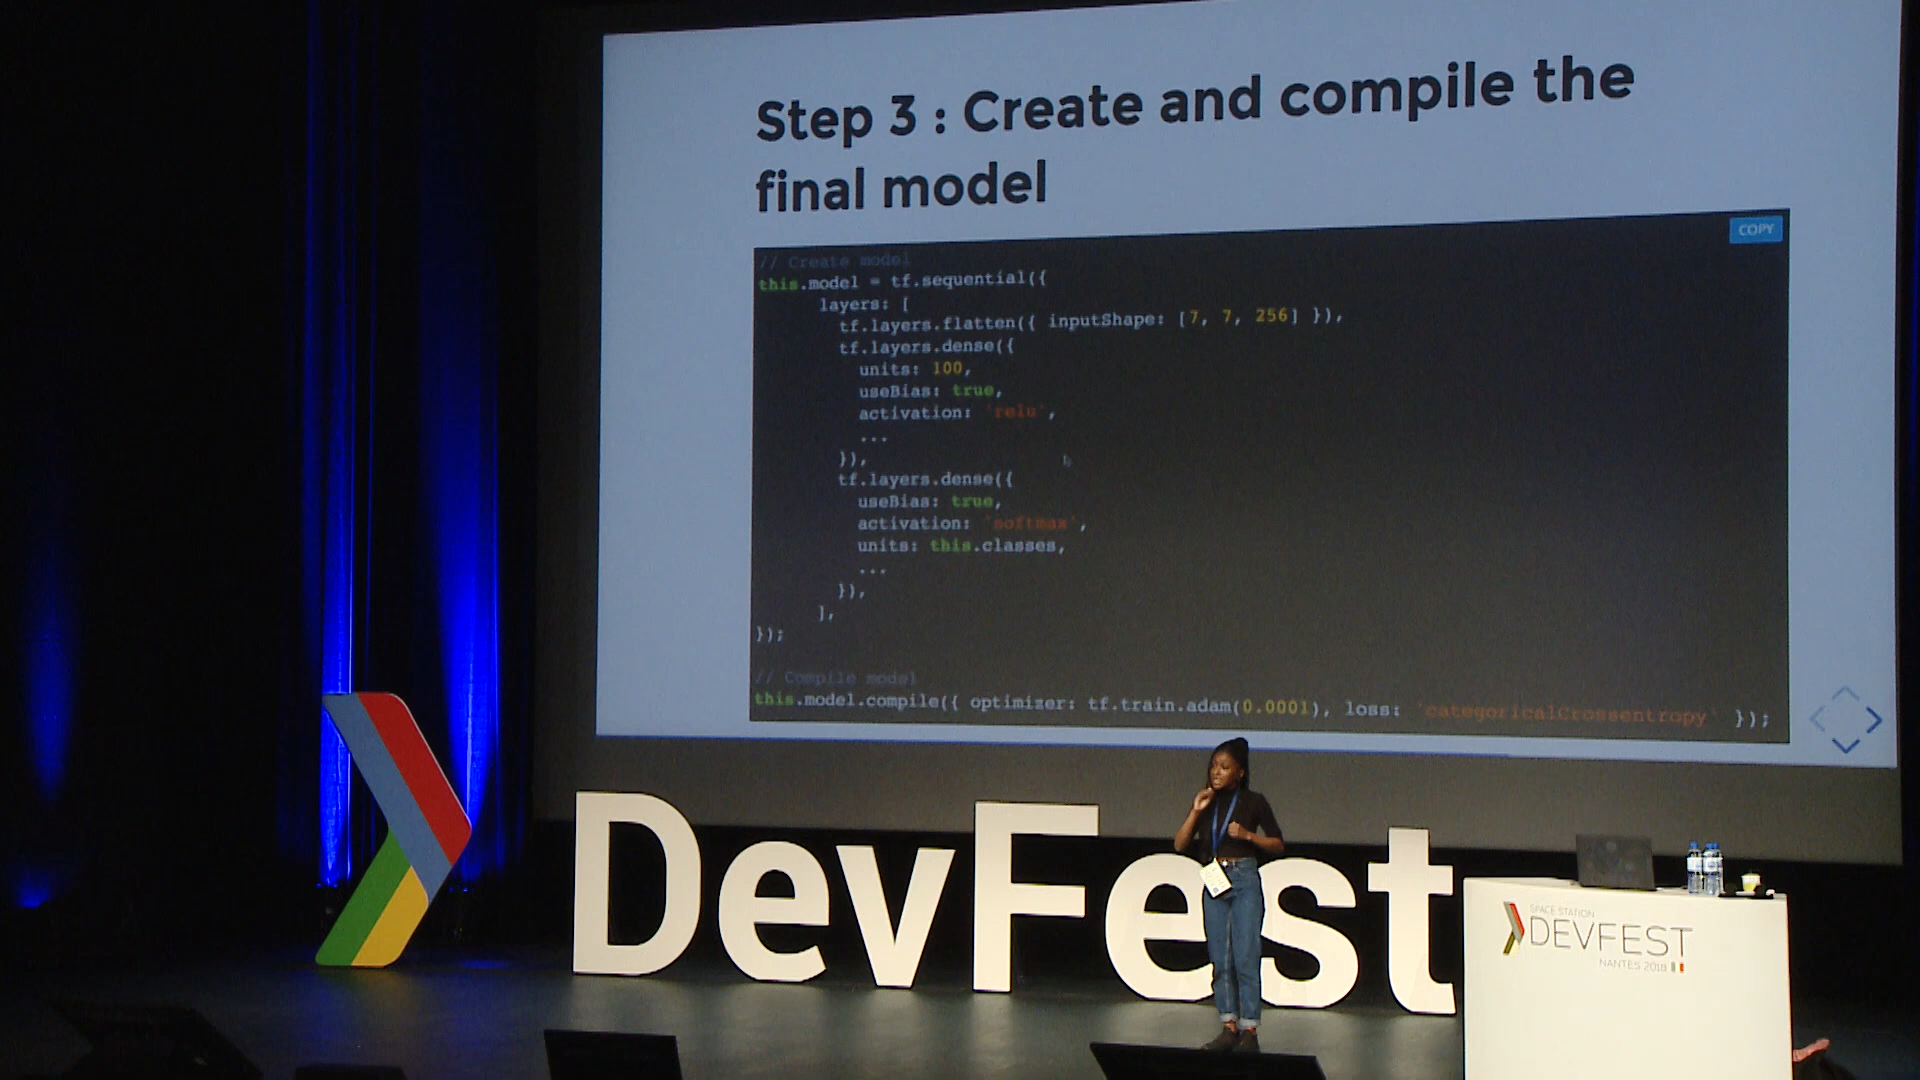 Step 3 : Create and compile the
final model
COPY
// Create model
this.model = tf.sequential({
layers: [
tf.layers.flatten({ inputShape: [7, 7, 256] }),
tf.layers.dense({
units: 100,
useBias: true,
activation: 'relu',
...
}),
tf.layers.dense({
useBias: true,
activation: 'softmax',
units: this.classes,
...
}),
],
});
// Compile model
this.model.compile({ optimizer: tf.train.adam(0.0001), loss: 'categoricalCrossentropy' });
DevFest
SPACE STATION
DEVFEST
NANTES 2018